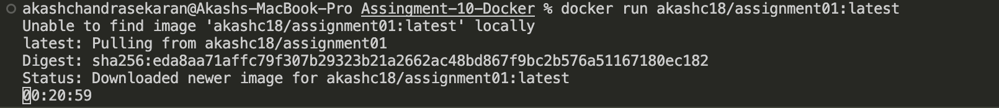 akashchandrasekaran@Akashs-MacBook-Pro Assingment-10-Docker % docker run akashc18/assignment01:latest
Unable to find image 'akashc18/assignment01:latest' locally
latest: Pulling from akashc18/assignment01
Digest: sha256:eda8aa71affc79f307b29323b21a2662ac48bd867f9bc2b576a51167180ec182
Status: Downloaded newer image for akashc18/assignment01:latest
00:20:59